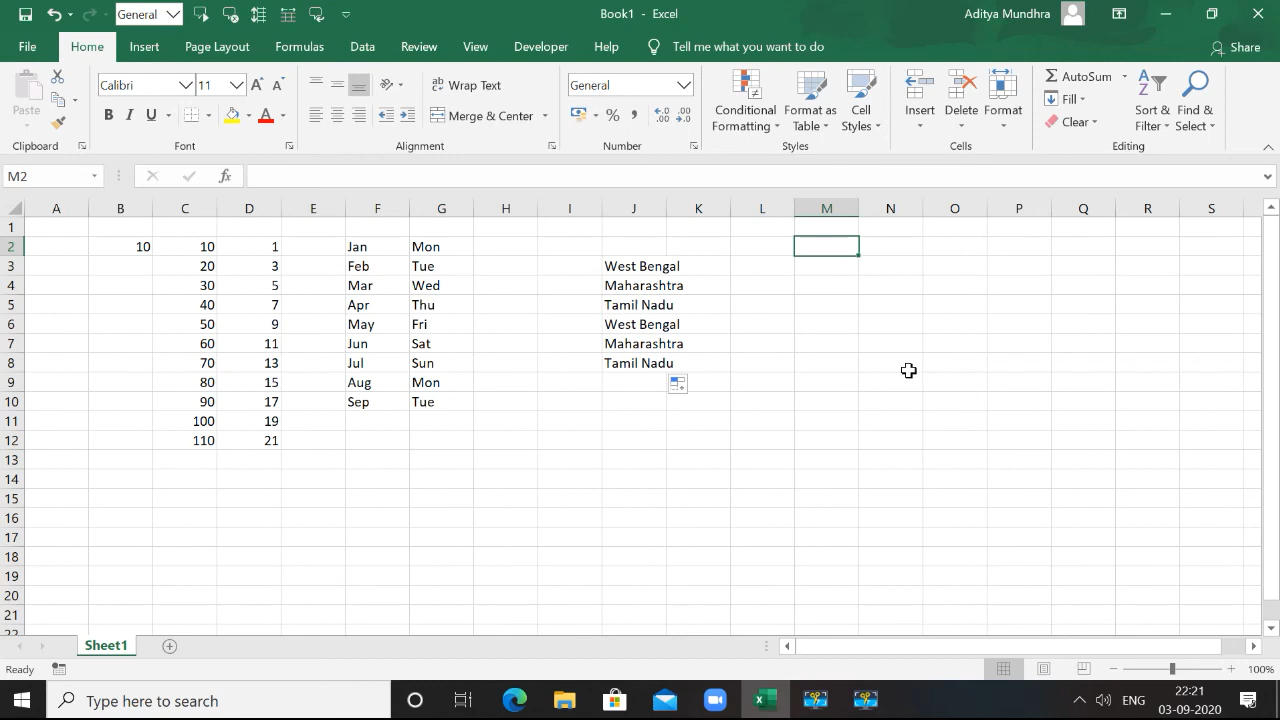 General Book1 - Excel Aditya Mundhra
File Home Insert Page Layout Formulas Data Review View Developer Help Tell me what you want to do Share
Paste Calibri 11 Wrap Text General Conditional Formatting Format as Table Cell Styles Insert Delete Format AutoSum Sort & Filter Find & Select
B I U A Merge & Center % , Fill
Clear
Clipboard Font Alignment Number Styles Cells Editing
M2 fx
A B C D E F G H I J K L M N O P Q R S
1
2 10 10 1 Jan Mon
3 20 3 Feb Tue West Bengal
4 30 5 Mar Wed Maharashtra
5 40 7 Apr Thu Tamil Nadu
6 50 9 May Fri West Bengal
7 60 11 Jun Sat Maharashtra
8 70 13 Jul Sun Tamil Nadu
9 80 15 Aug Mon
10 90 17 Sep Tue
11 100 19
12 110 21
13
14
15
16
17
18
19
20
21
22
Sheet1
Ready 100%
Type here to search ENG 22:21
03-09-2020